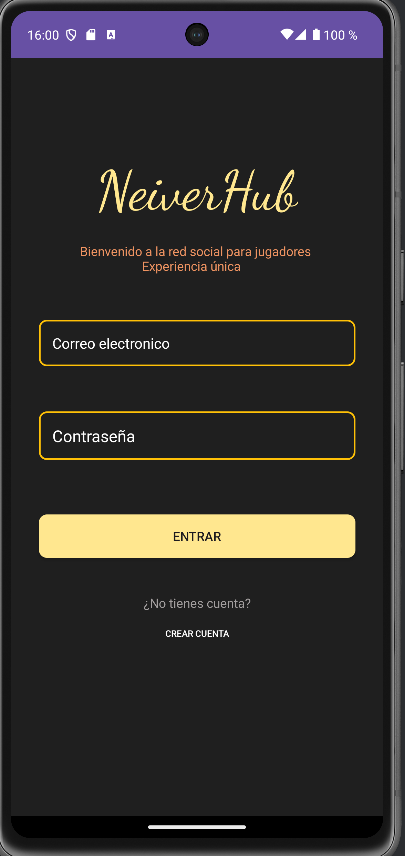 16:00 100 %
NeiverHub
Bienvenido a la red social para jugadores
Experiencia única
Correo electronico
Contraseña
ENTRAR
¿No tienes cuenta?
CREAR CUENTA